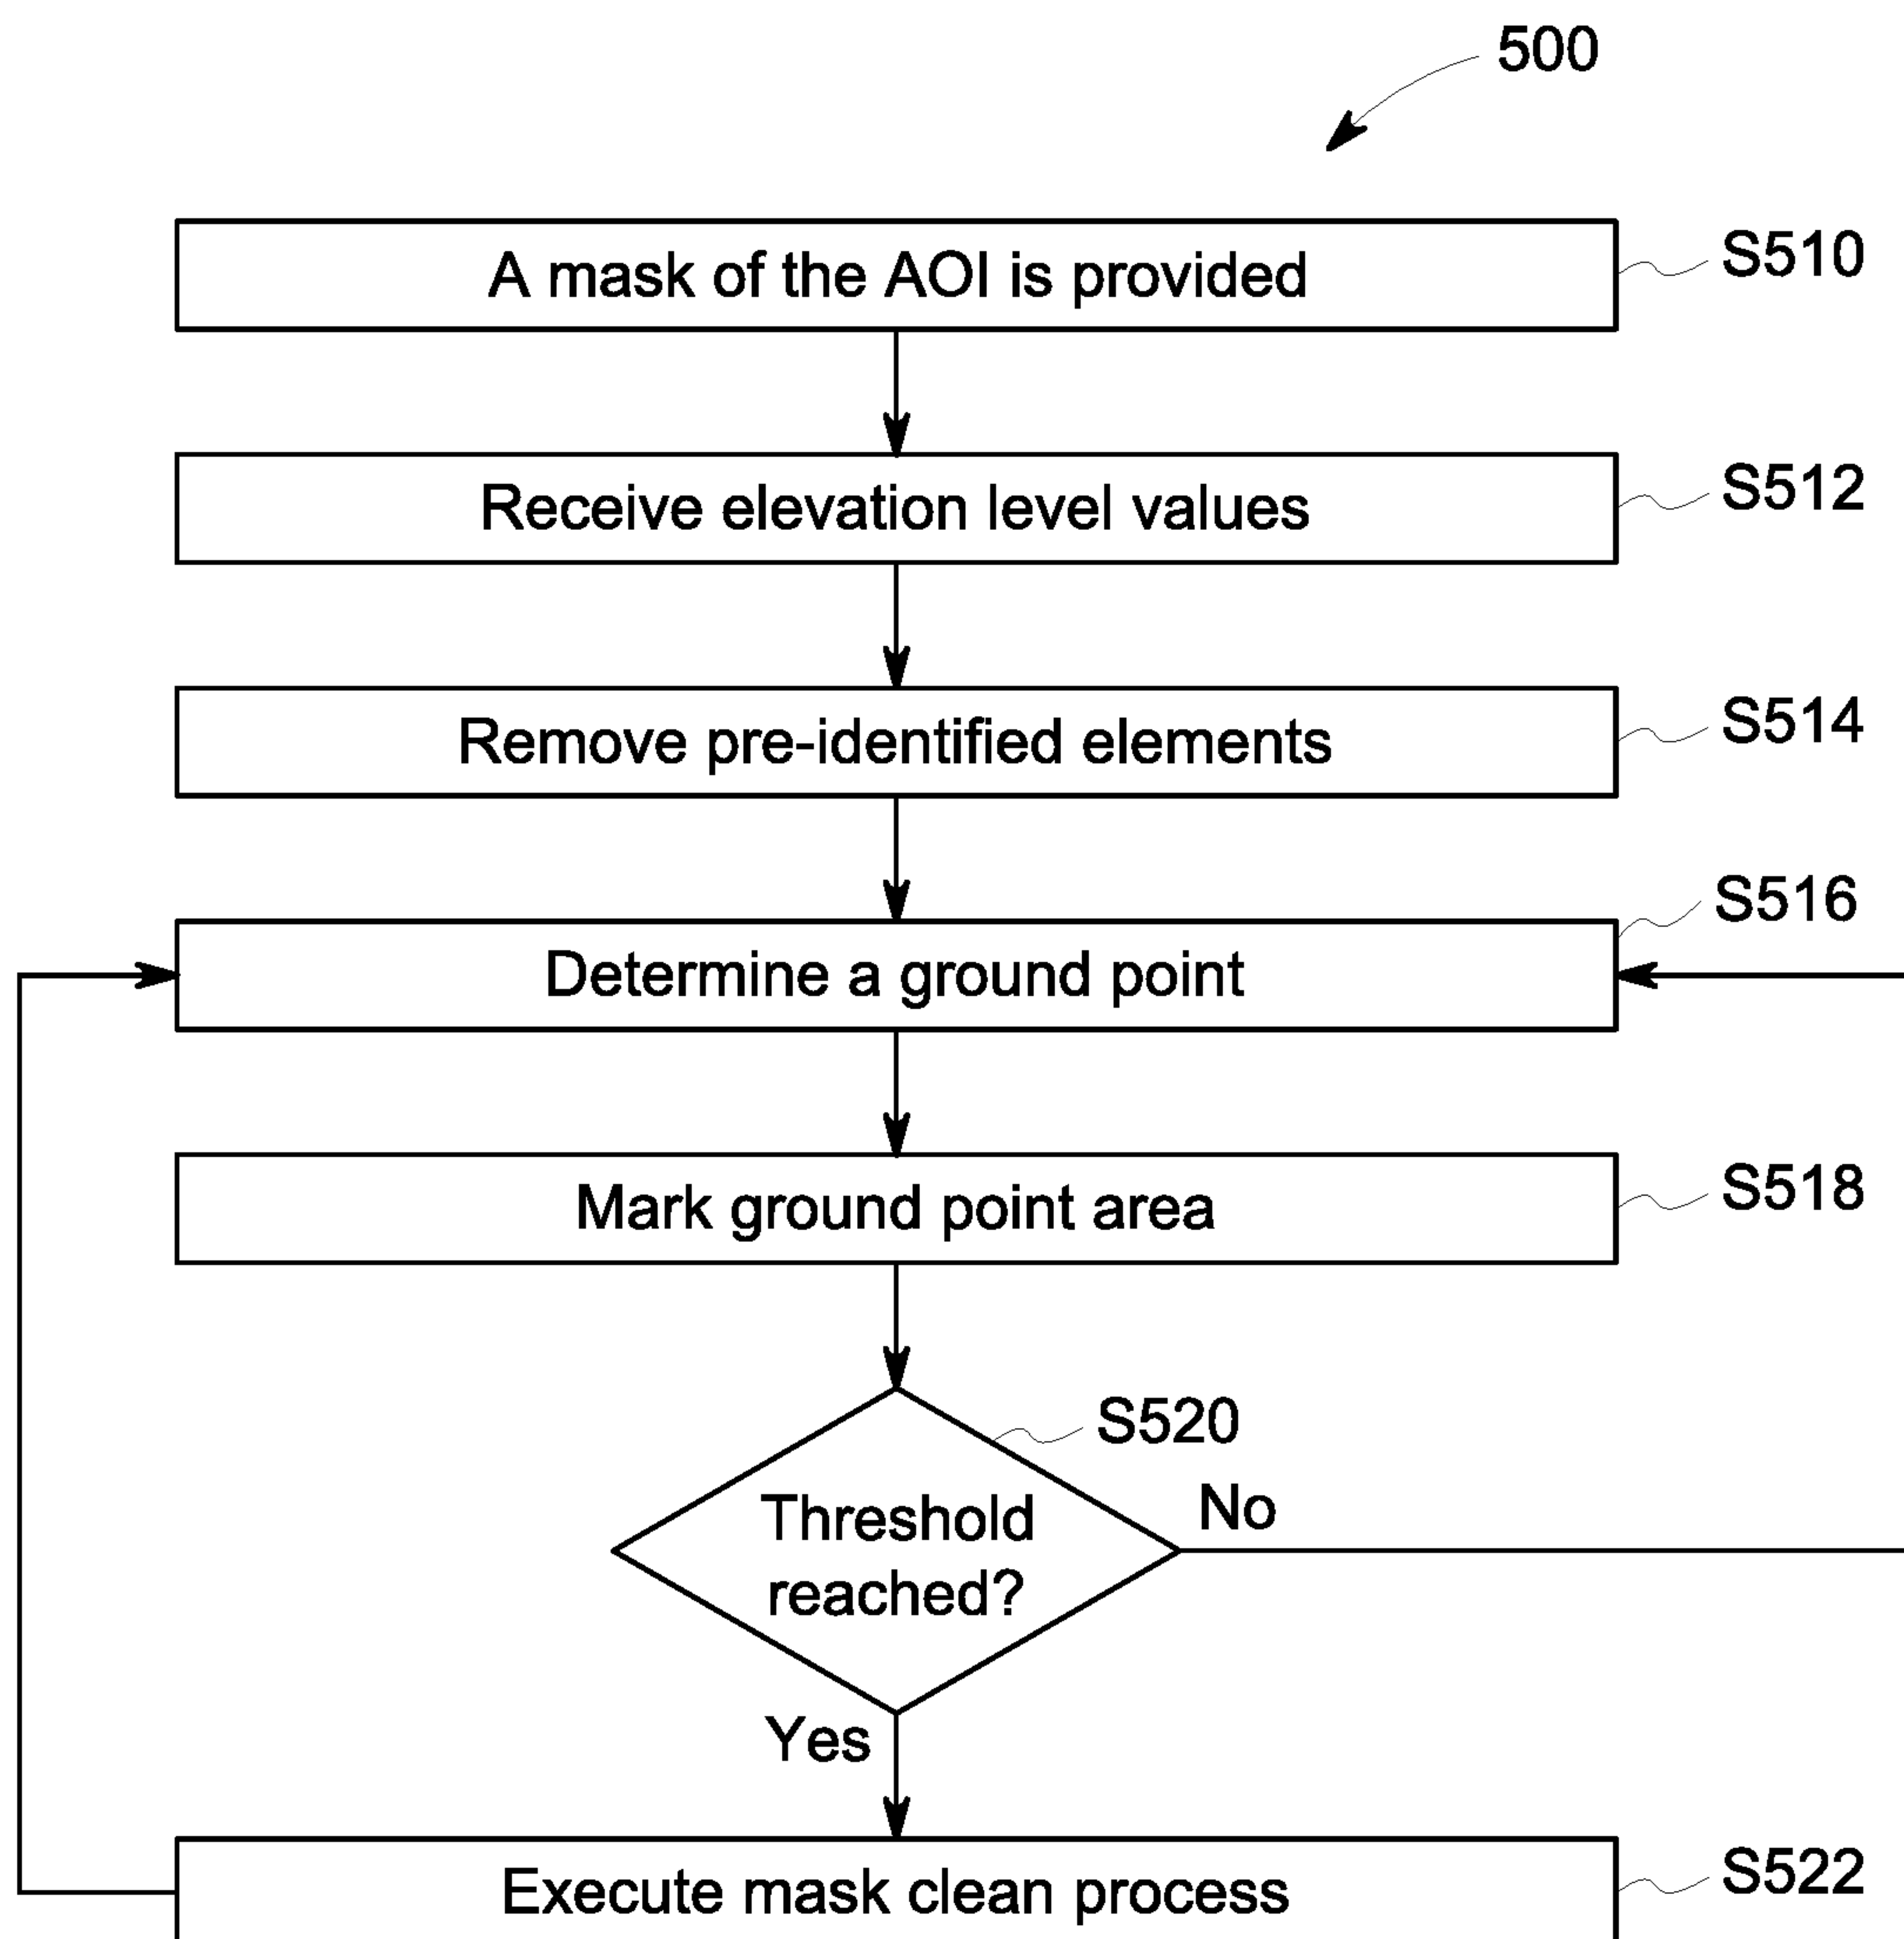 500
A mask of the AOI is provided
S510
Receive elevation level values
S512
Remove pre-identified elements
S514
S516
Determine a ground point
Mark ground point area
S518
S520
Threshold
reached?
No
Yes
Execute mask clean process
S522